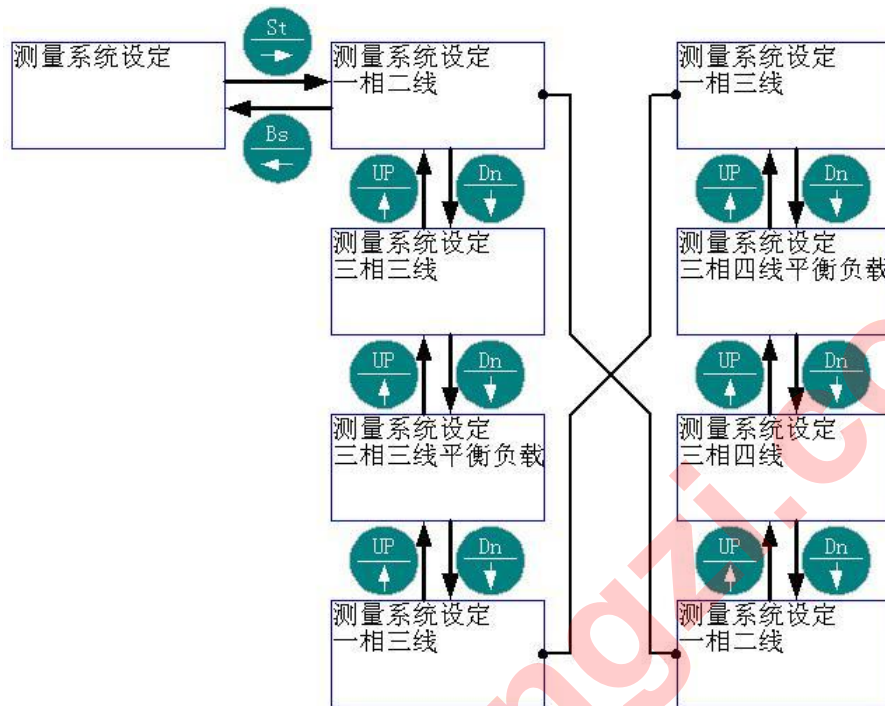 测量系统设定
St
测量系统设定
一相二线
测量系统设定
一相三线
Bs
UP
Dn
UP
Dn
测量系统设定
三相三线
测量系统设定
三相四线平衡负载
UP
Dn
UP
Dn
测量系统设定
三相三线平衡负载
测量系统设定
三相四线
UP
Dn
UP
Dn
测量系统设定
一相三线
测量系统设定
一相二线
ngzi.co